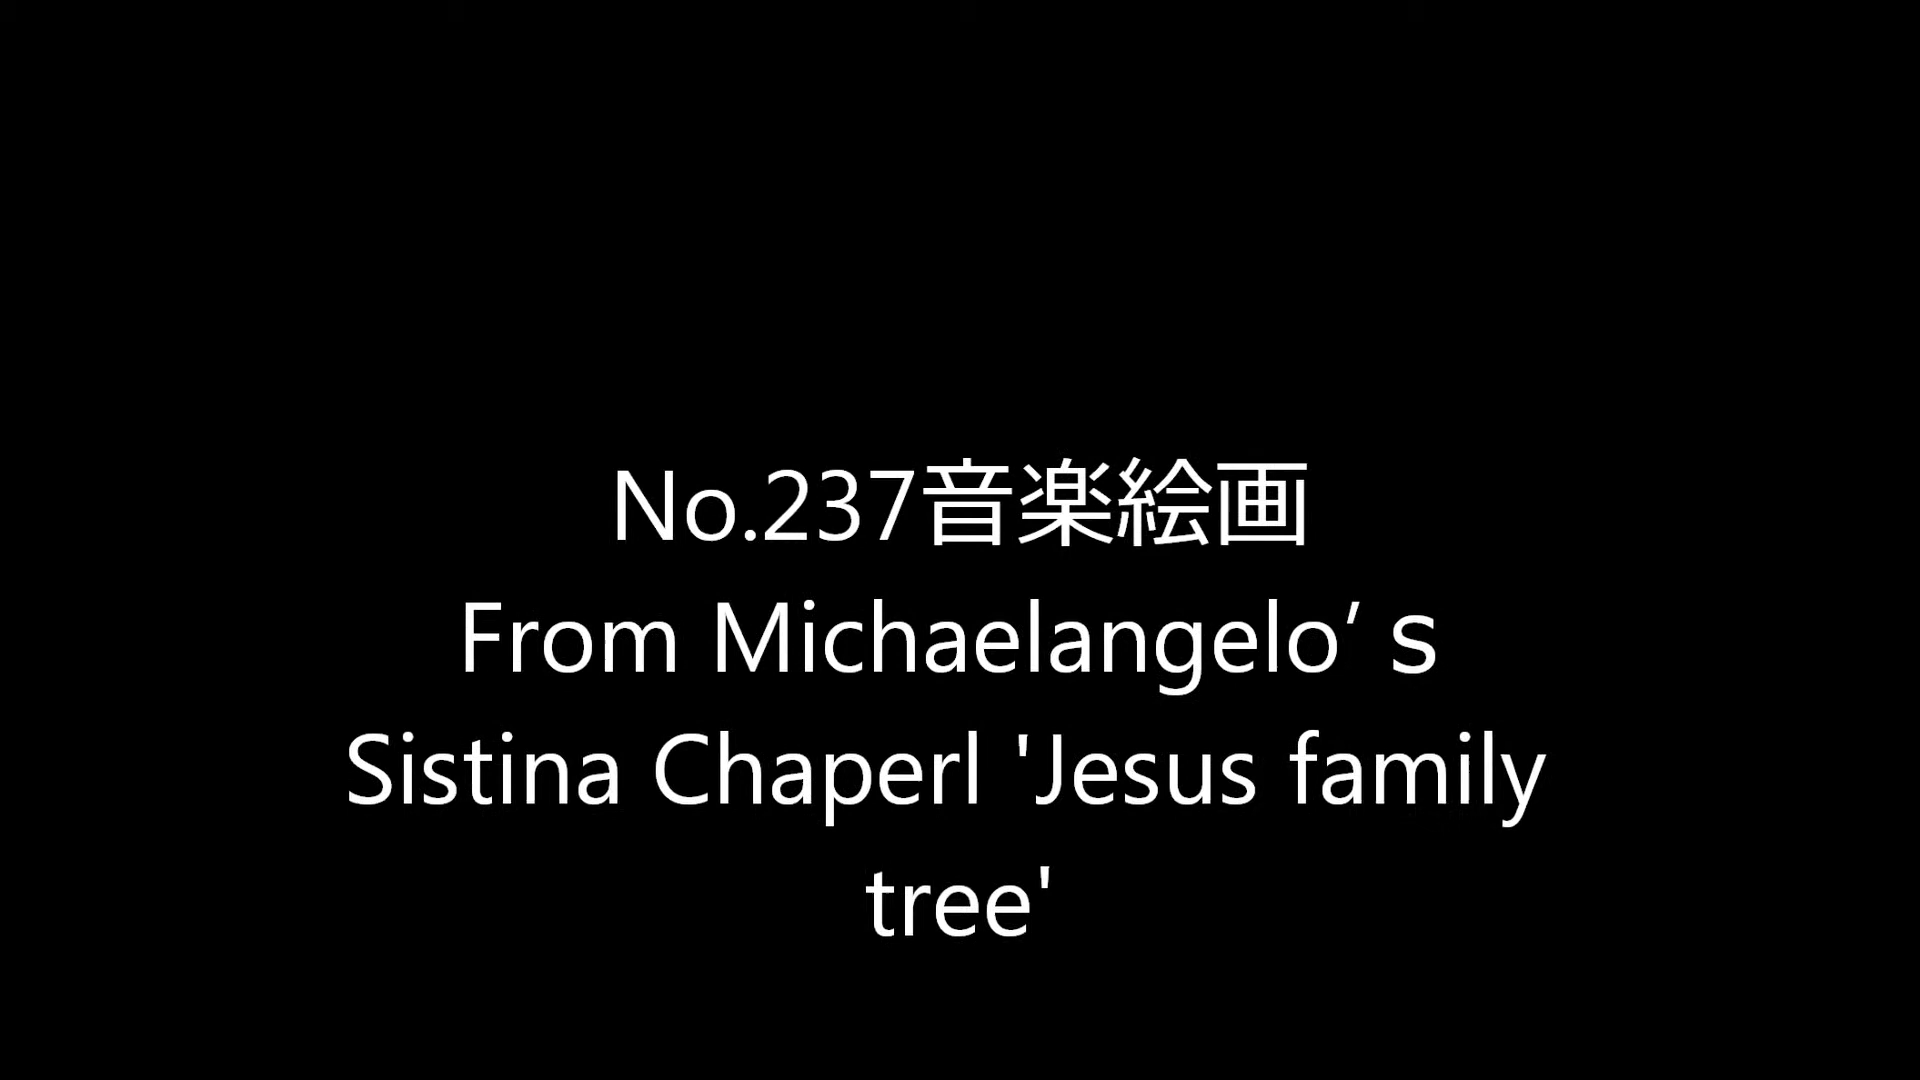 No.237音楽絵画
From Michaelangelo’s
Sistina Chaperl 'Jesus family
tree'